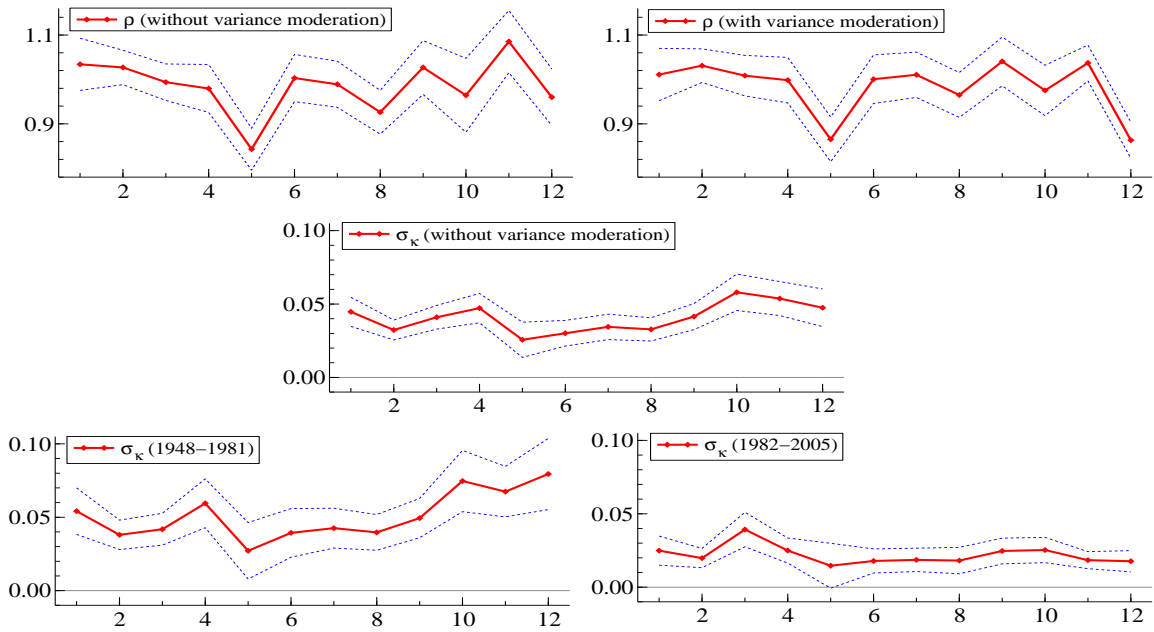 ρ (without variance moderation)
1.1
0.9
2 4 6 8 10 12
ρ (with variance moderation)
1.1
0.9
2 4 6 8 10 12
σκ (without variance moderation)
0.10
0.05
0.00
2 4 6 8 10 12
σκ (1948−1981)
0.10
0.05
0.00
2 4 6 8 10 12
σκ (1982−2005)
0.10
0.05
0.00
2 4 6 8 10 12